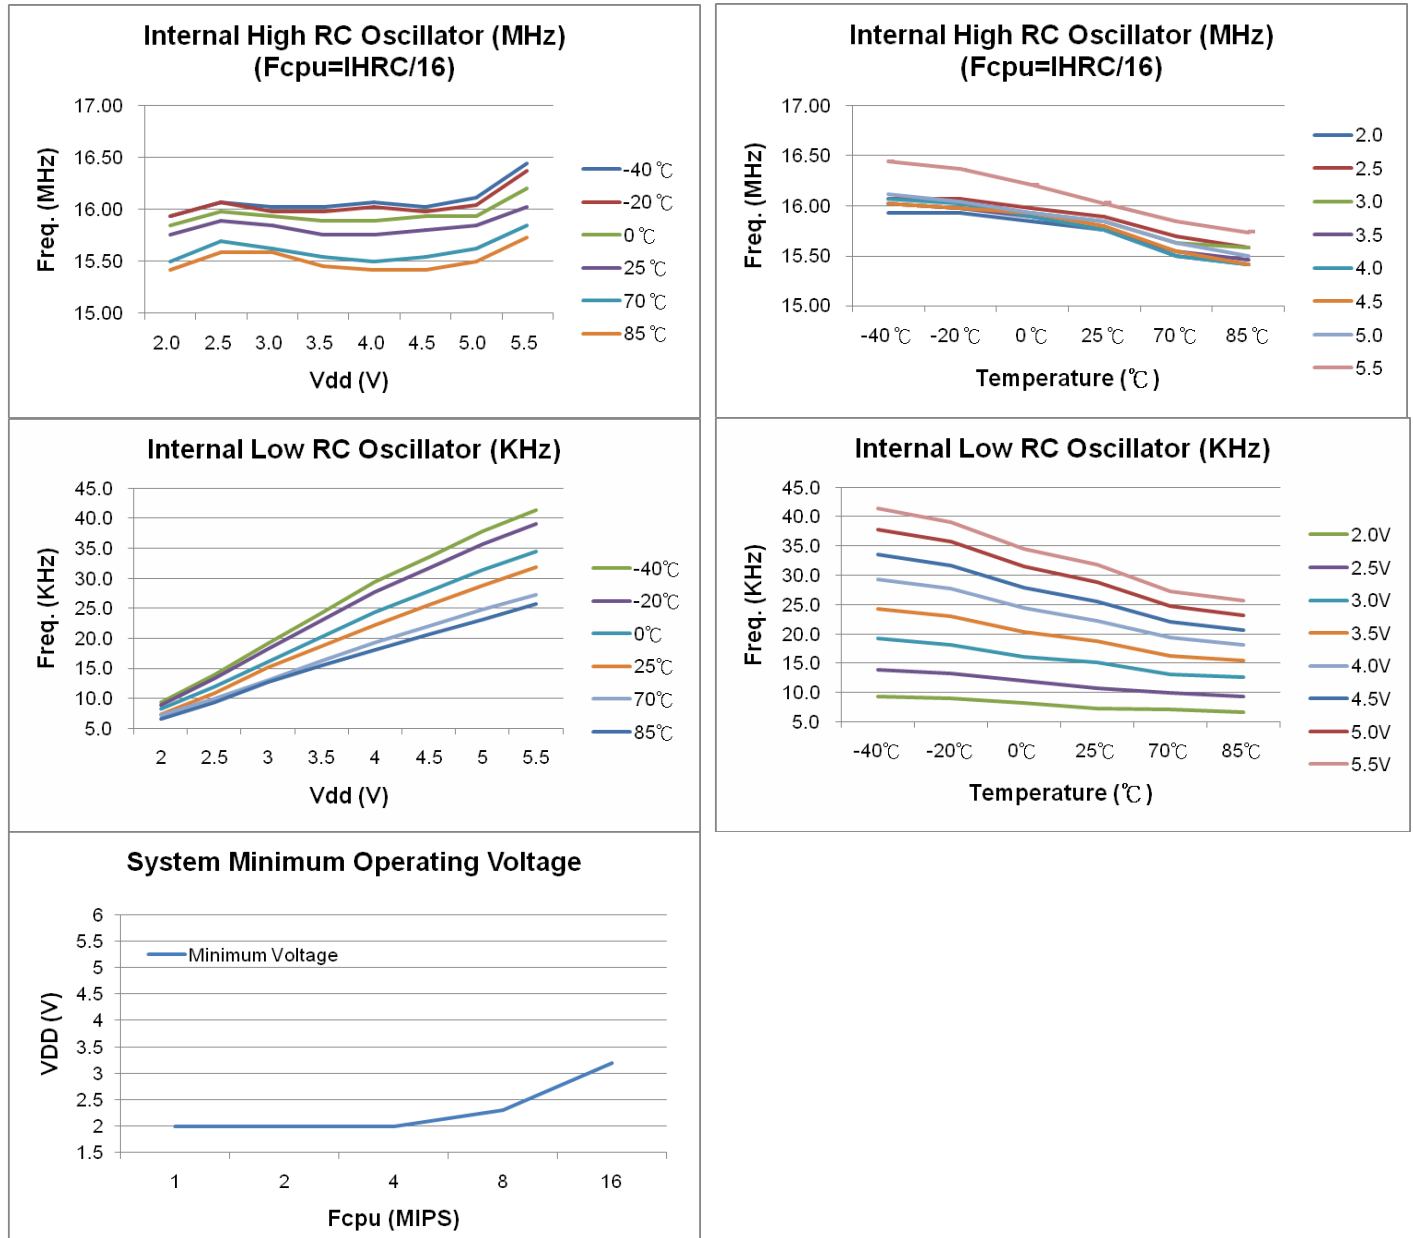 Internal High RC Oscillator (MHz)
(Fcpu=IHRC/16)
17.00
16.50
16.00
15.50
15.00
Freq. (MHz)
2.0 2.5 3.0 3.5 4.0 4.5 5.0 5.5
Vdd (V)
-40 ℃
-20 ℃
0 ℃
25 ℃
70 ℃
85 ℃
Internal High RC Oscillator (MHz)
(Fcpu=IHRC/16)
17.00
16.50
16.00
15.50
15.00
Freq. (MHz)
-40 ℃ -20 ℃ 0 ℃ 25 ℃ 70 ℃ 85 ℃
Temperature (℃)
2.0
2.5
3.0
3.5
4.0
4.5
5.0
5.5
Internal Low RC Oscillator (KHz)
45.0
40.0
35.0
30.0
25.0
20.0
15.0
10.0
5.0
Freq. (KHz)
2 2.5 3 3.5 4 4.5 5 5.5
Vdd (V)
-40℃
-20℃
0℃
25℃
70℃
85℃
Internal Low RC Oscillator (KHz)
45.0
40.0
35.0
30.0
25.0
20.0
15.0
10.0
5.0
Freq. (KHz)
-40℃ -20℃ 0℃ 25℃ 70℃ 85℃
Temperature (℃)
2.0V
2.5V
3.0V
3.5V
4.0V
4.5V
5.0V
5.5V
System Minimum Operating Voltage
6
5.5
5
4.5
4
3.5
3
2.5
2
1.5
VDD (V)
Minimum Voltage
1 2 4 8 16
Fcpu (MIPS)